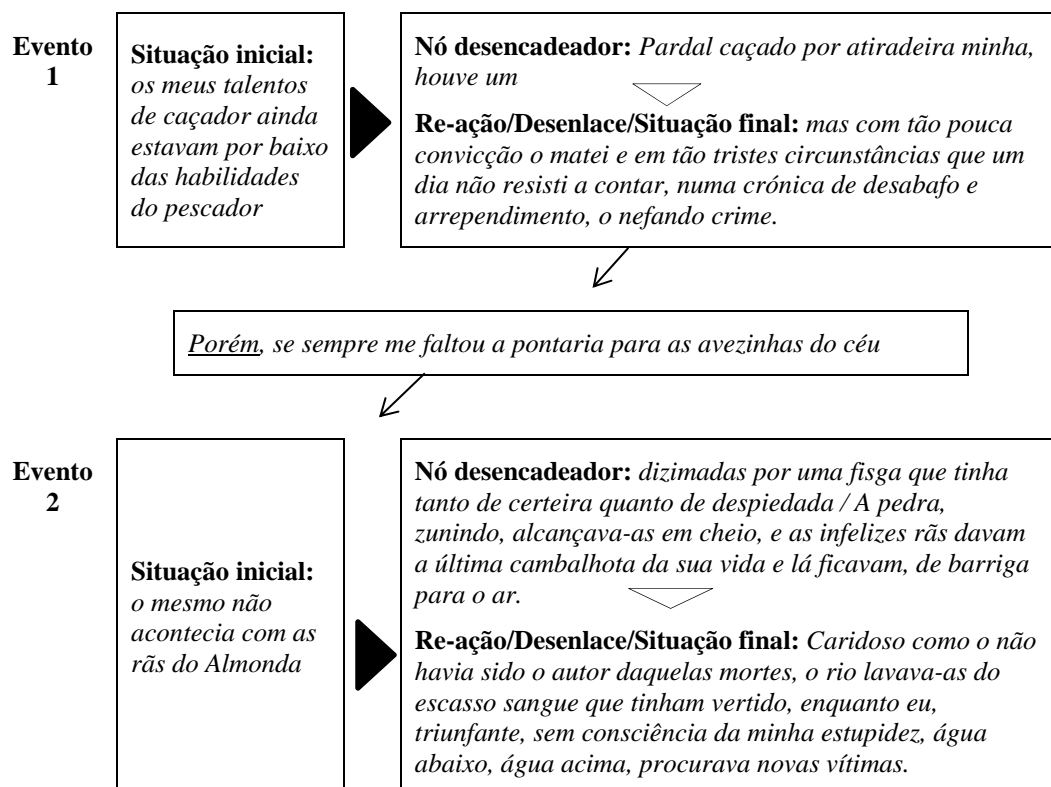 Evento
1
Situação inicial:
os meus talentos
de caçador ainda
estavam por baixo
das habilidades
do pescador
Nó desencadeador: Pardal caçado por atiradeira minha,
houve um
Re-ação/Desenlace/Situação final: mas com tão pouca
convicção o matei e em tão tristes circunstâncias que um
dia não resisti a contar, numa crónica de desabafo e
arrependimento, o nefando crime.
Porém, se sempre me faltou a pontaria para as avezinhas do céu
Evento
2
Situação inicial:
o mesmo não
acontecia com as
rãs do Almonda
Nó desencadeador: dizimadas por uma fisga que tinha
tanto de certeira quanto de despiedada / A pedra,
zunindo, alcançava-as em cheio, e as infelizes rãs davam
a última cambalhota da sua vida e lá ficavam, de barriga
para o ar.
Re-ação/Desenlace/Situação final: Caridoso como o não
havia sido o autor daquelas mortes, o rio lavava-as do
escasso sangue que tinham vertido, enquanto eu,
triunfante, sem consciência da minha estupidez, água
abaixo, água acima, procurava novas vítimas.